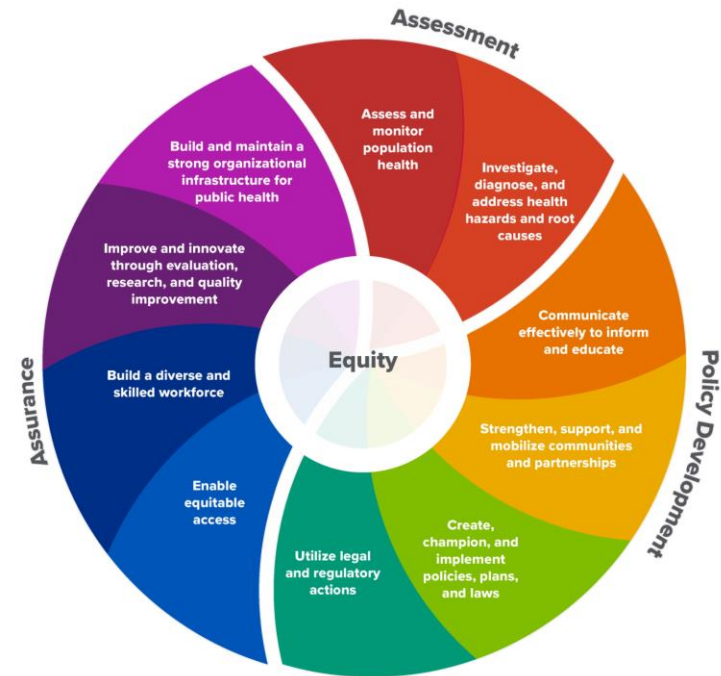 Assessment
Assess and
monitor
population
health
Investigate,
diagnose, and
address health
hazards and root
causes
Policy Development
Communicate
effectively to inform
and educate
Strengthen, support, and
mobilize communities
and partnerships
Create,
champion, and
implement
policies, plans,
and laws
Utilize legal
and regulatory
actions
Assurance
Enable
equitable
access
Build a diverse and
skilled workforce
Improve and innovate
through evaluation,
research, and quality
improvement
Build and maintain a
strong organizational
infrastructure for
public health
Equity